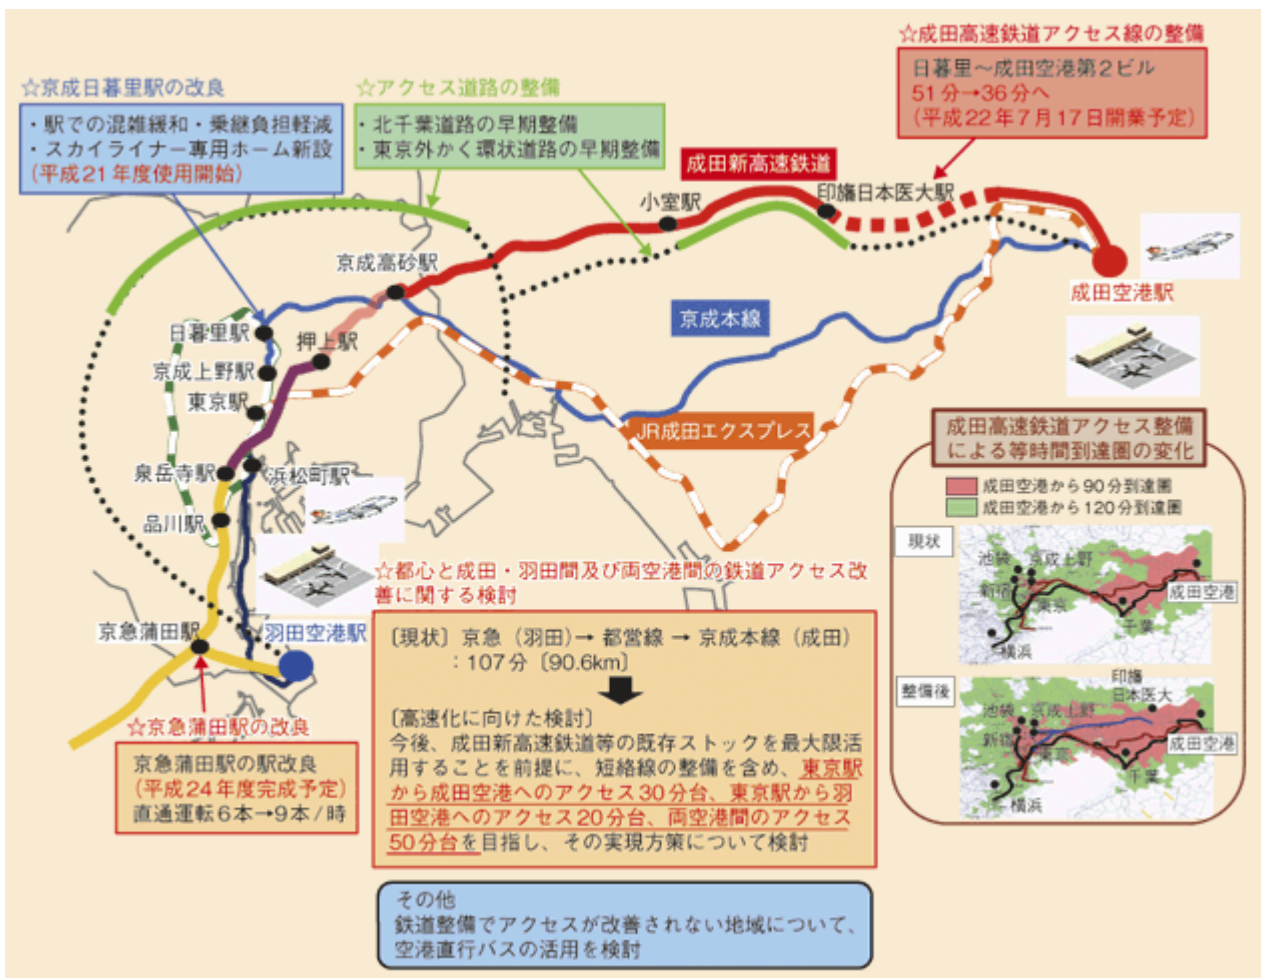 ☆成田高速鉄道アクセス線の整備
日暮里～成田空港第2ビル
51分→36分へ
(平成22年7月17日開業予定)
☆京成日暮里駅の改良
・駅での混雑緩和・乗継負担軽減
・スカイライナー専用ホーム新設
(平成21年度使用開始)
☆アクセス道路の整備
・北千葉道路の早期整備
・東京外かく環状道路の早期整備
成田新高速鉄道
小室駅
印旛日本医大駅
京成高砂駅
成田空港駅
京成本線
日暮里駅
押上駅
京成上野駅
東京駅
JR成田エクスプレス
泉岳寺駅
浜松町駅
品川駅
京急蒲田駅
羽田空港駅
☆京急蒲田駅の改良
京急蒲田駅の駅改良
(平成24年度完成予定)
直通運転6本→9本/時
☆都心と成田・羽田間及び両空港間の鉄道アクセス改
善に関する検討
〔現状〕京急（羽田）→ 都営線 → 京成本線（成田）
：107分〔90.6km〕
〔高速化に向けた検討〕
今後、成田新高速鉄道等の既存ストックを最大限活
用することを前提に、短絡線の整備を含め、東京駅
から成田空港へのアクセス30分台、東京駅から羽
田空港へのアクセス20分台、両空港間のアクセス
50分台を目指し、その実現方策について検討
その他
鉄道整備でアクセスが改善されない地域について、
空港直行バスの活用を検討
成田高速鉄道アクセス整備
による等時間到達圏の変化
成田空港から90分到達圏
成田空港から120分到達圏
現状
池袋
京成上野
新宿
東京
成田空港
千葉
横浜
整備後
印旛
日本医大
池袋
京成上野
新宿
東京
成田空港
千葉
横浜